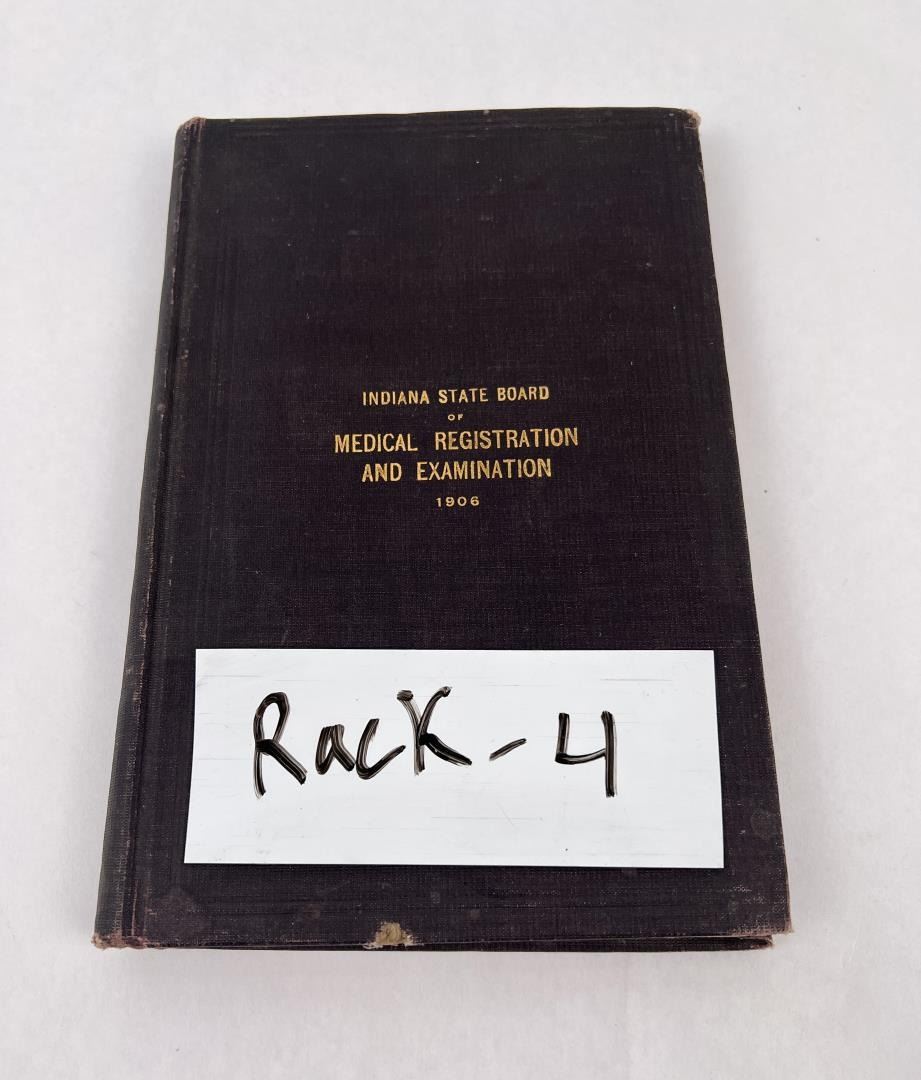 INDIANA STATE BOARD
OF
MEDICAL REGISTRATION
AND EXAMINATION
1906
Rack-4